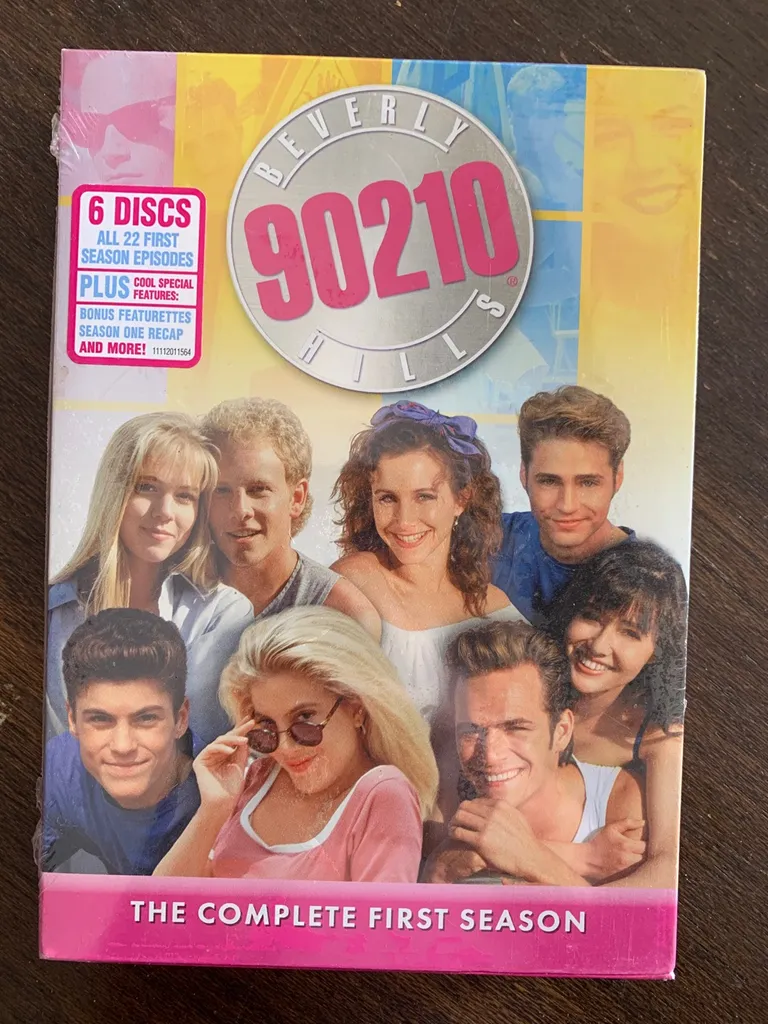 BEVERLY
90210
HILLS
®
6 DISCS
ALL 22 FIRST
SEASON EPISODES
PLUS COOL SPECIAL
FEATURES:
BONUS FEATURETTES
SEASON ONE RECAP
AND MORE! 11112011564
THE COMPLETE FIRST SEASON